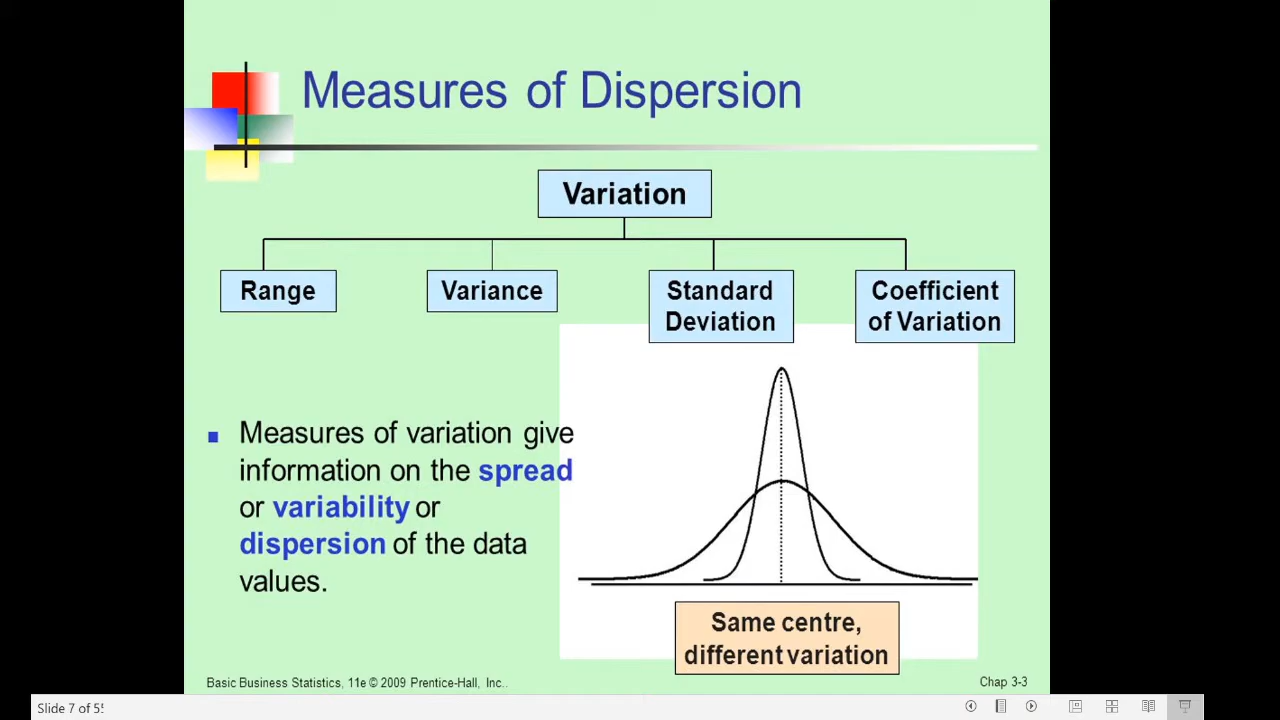 Measures of Dispersion
Variation
Range
Variance
Standard
Deviation
Coefficient
of Variation
Measures of variation give
information on the spread
or variability or
dispersion of the data
values.
Same centre,
different variation
Basic Business Statistics, 11e © 2009 Prentice-Hall, Inc..
Chap 3-3
Slide 7 of